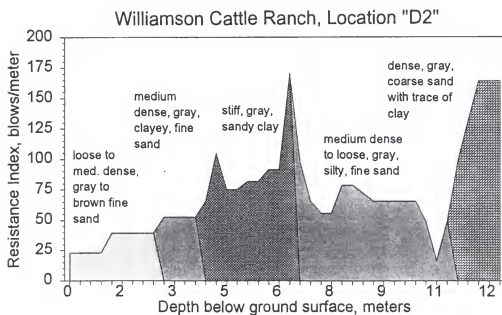 Williamson Cattle Ranch, Location "D2"
Resistance Index, blows/meter
200
175
150
125
100
75
50
25
0
loose to
med. dense,
gray to
brown fine
sand
medium
dense, gray,
clayey, fine
sand
stiff, gray,
sandy clay
medium dense
to loose, gray,
silty, fine sand
dense, gray,
coarse sand
with trace of
clay
0
2
3
5
6
8
9
11
12
Depth below ground surface, meters